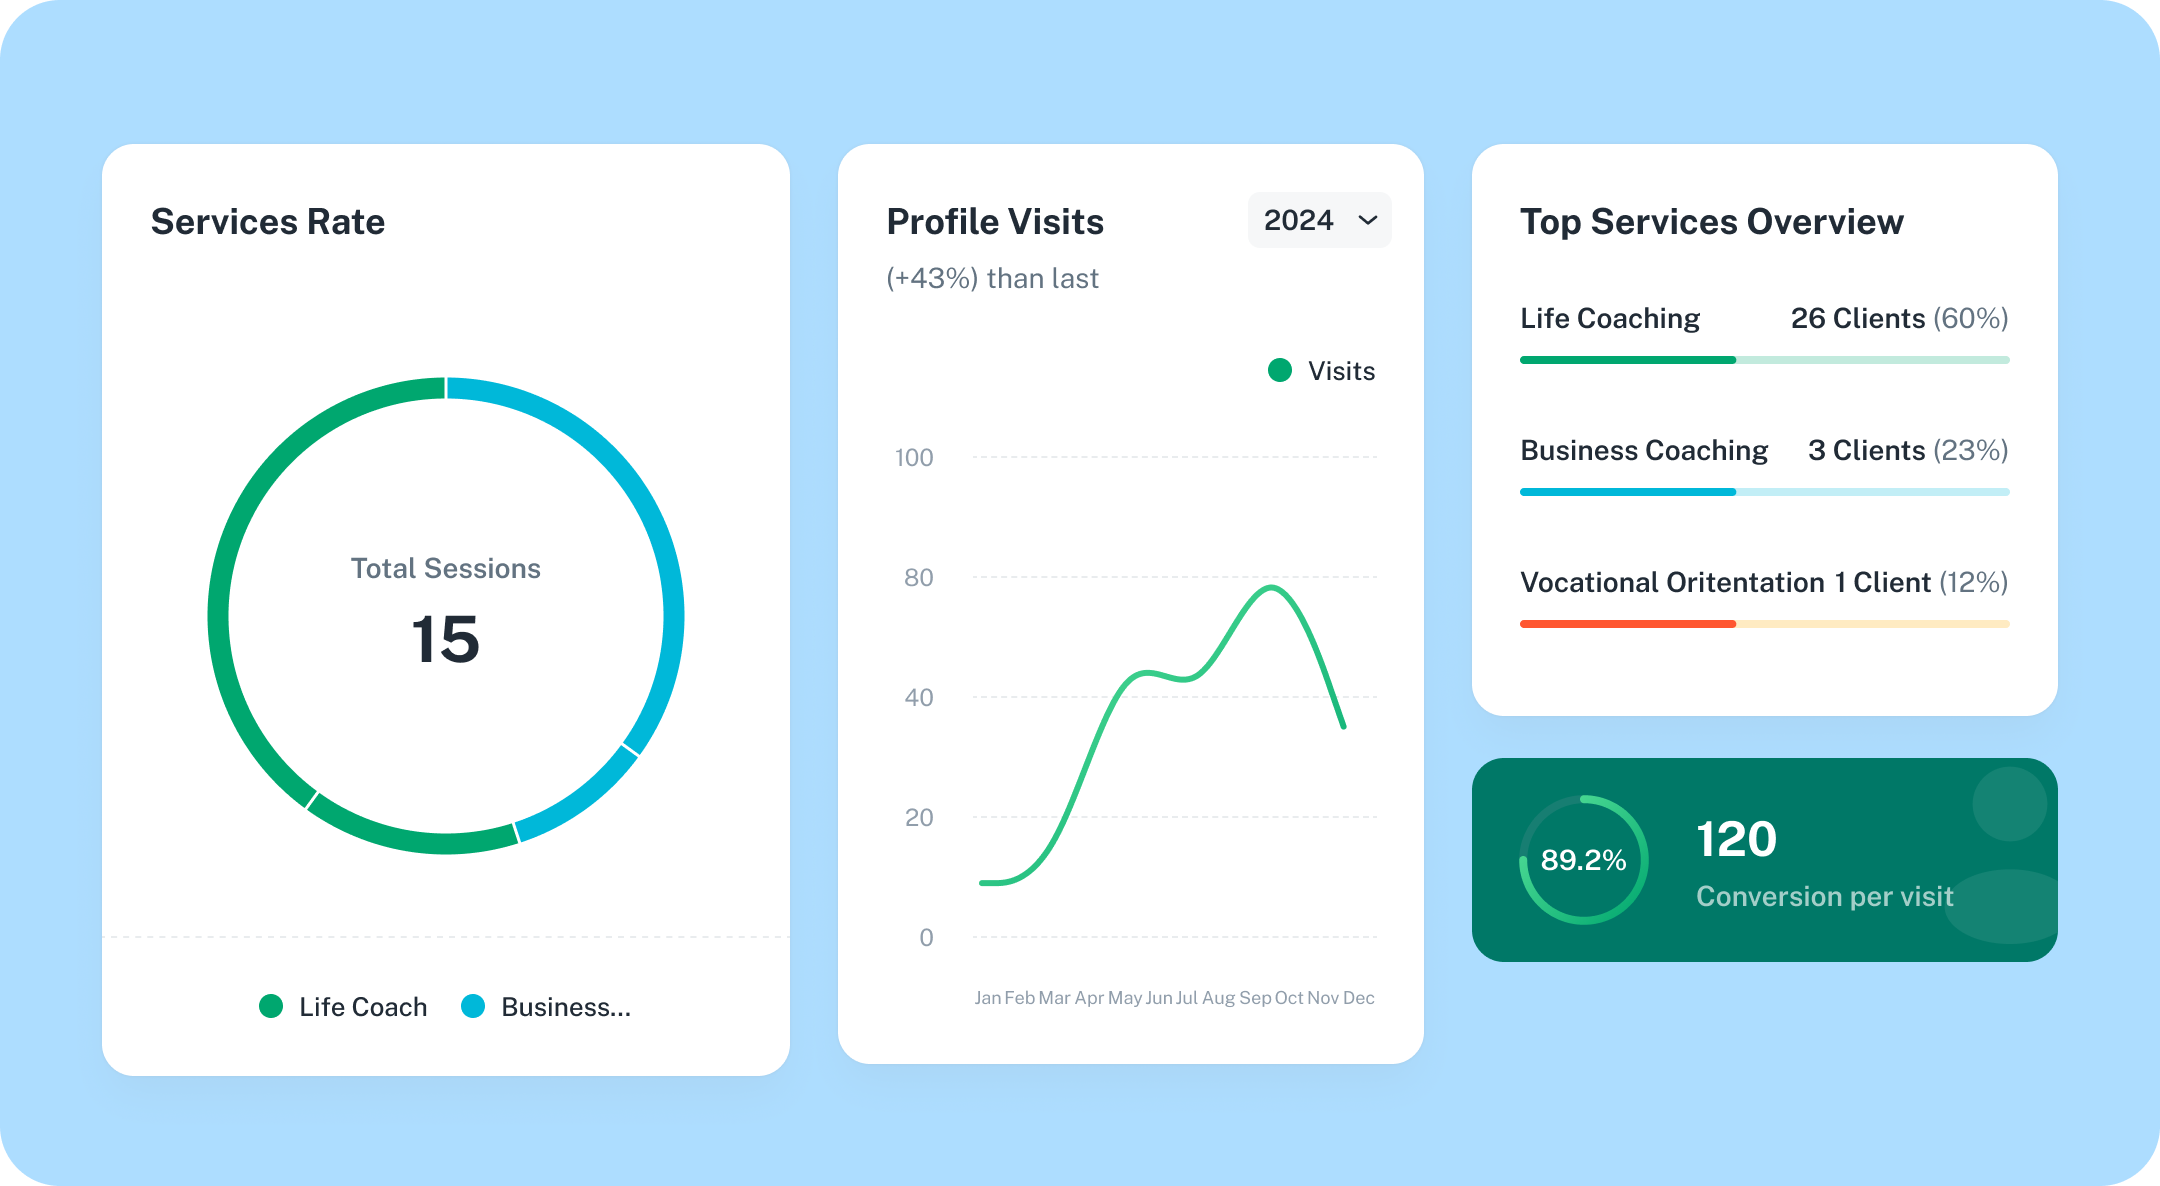 Services Rate
Total Sessions
15
Life Coach
Business...
Profile Visits
2024
(+43%) than last
Visits
100
80
40
20
0
Jan Feb Mar Apr May Jun Jul Aug Sep Oct Nov Dec
Top Services Overview
Life Coaching 26 Clients (60%)
Business Coaching 3 Clients (23%)
Vocational Oritentation 1 Client (12%)
89.2%
120
Conversion per visit